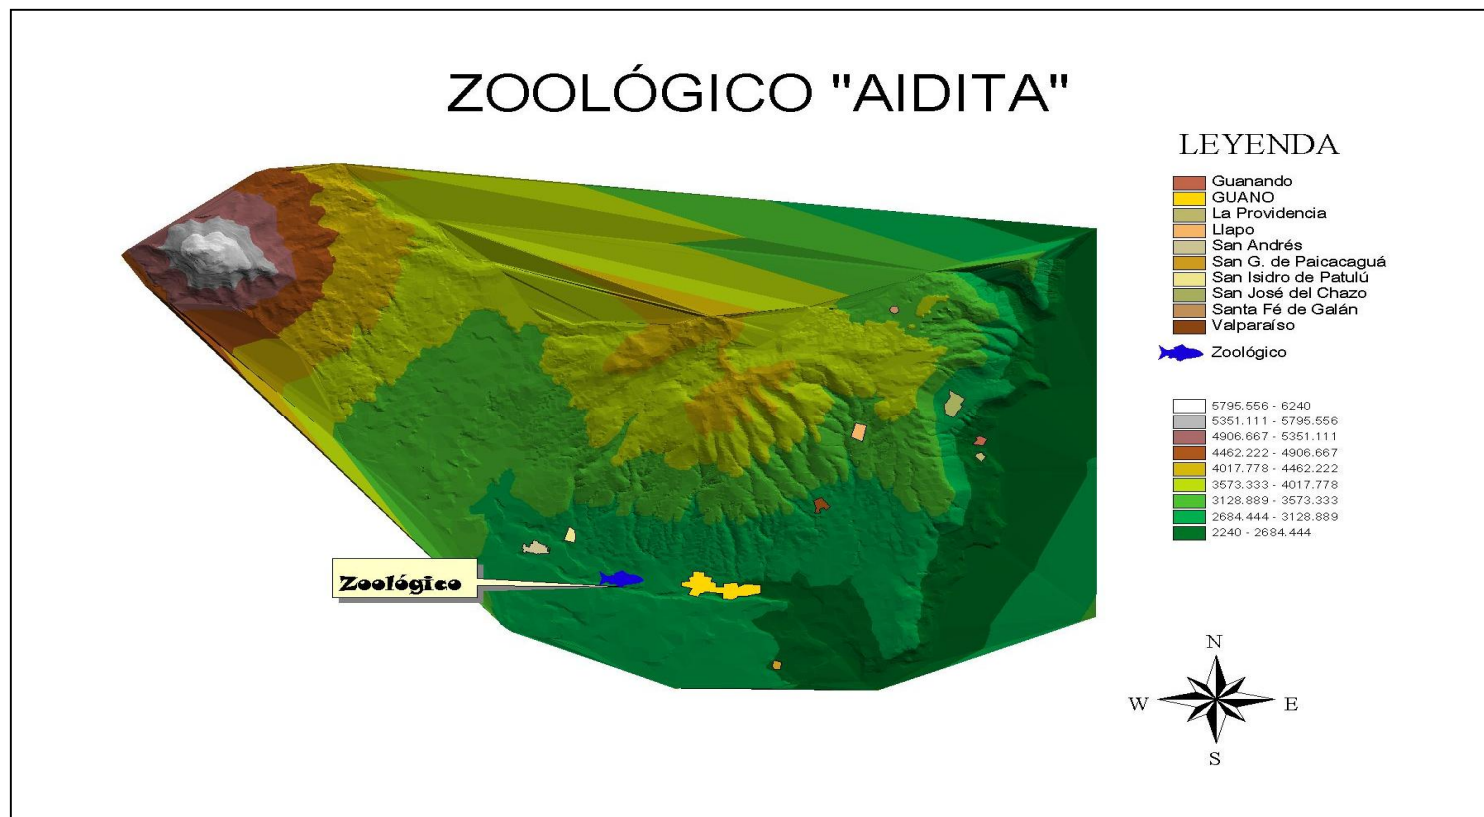 ZOOLÓGICO "AIDITA"
LEYENDA
Guanando
GUANO
La Providencia
Llapo
San Andrés
San G. de Paicacaguá
San Isidro de Patulú
San José del Chazo
Santa Fé de Galán
Valparaíso
Zoológico
5795.556 - 6240
5351.111 - 5795.556
4906.667 - 5351.111
4462.222 - 4906.667
4017.778 - 4462.222
3573.333 - 4017.778
3128.889 - 3573.333
2684.444 - 3128.889
2240 - 2684.444
Zoológico
N
W E
S